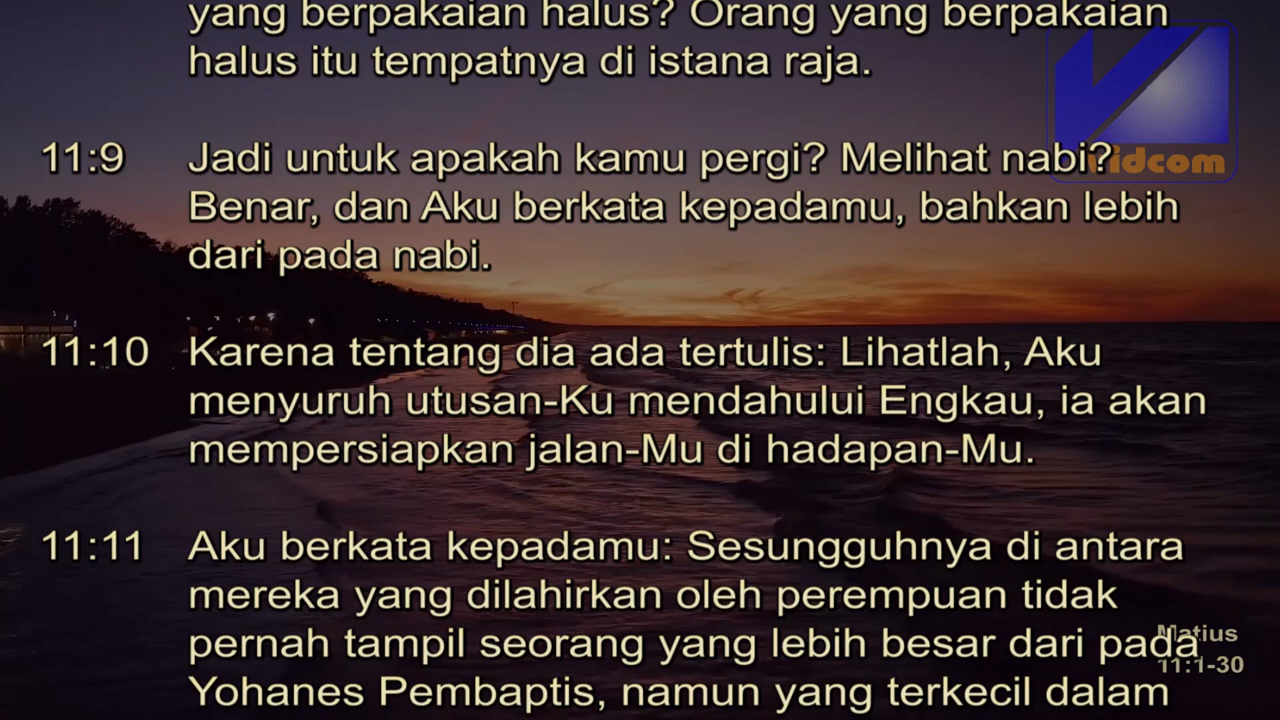 yang berpakaian halus? Orang yang berpakaian
halus itu tempatnya di istana raja.
11:9 Jadi untuk apakah kamu pergi? Melihat nabi?
Benar, dan Aku berkata kepadamu, bahkan lebih
dari pada nabi.
11:10 Karena tentang dia ada tertulis: Lihatlah, Aku
menyuruh utusan-Ku mendahului Engkau, ia akan
mempersiapkan jalan-Mu di hadapan-Mu.
11:11 Aku berkata kepadamu: Sesungguhnya di antara
mereka yang dilahirkan oleh perempuan tidak
pernah tampil seorang yang lebih besar dari pada
Yohanes Pembaptis, namun yang terkecil dalam
Vidcom
Matius
11:1-30